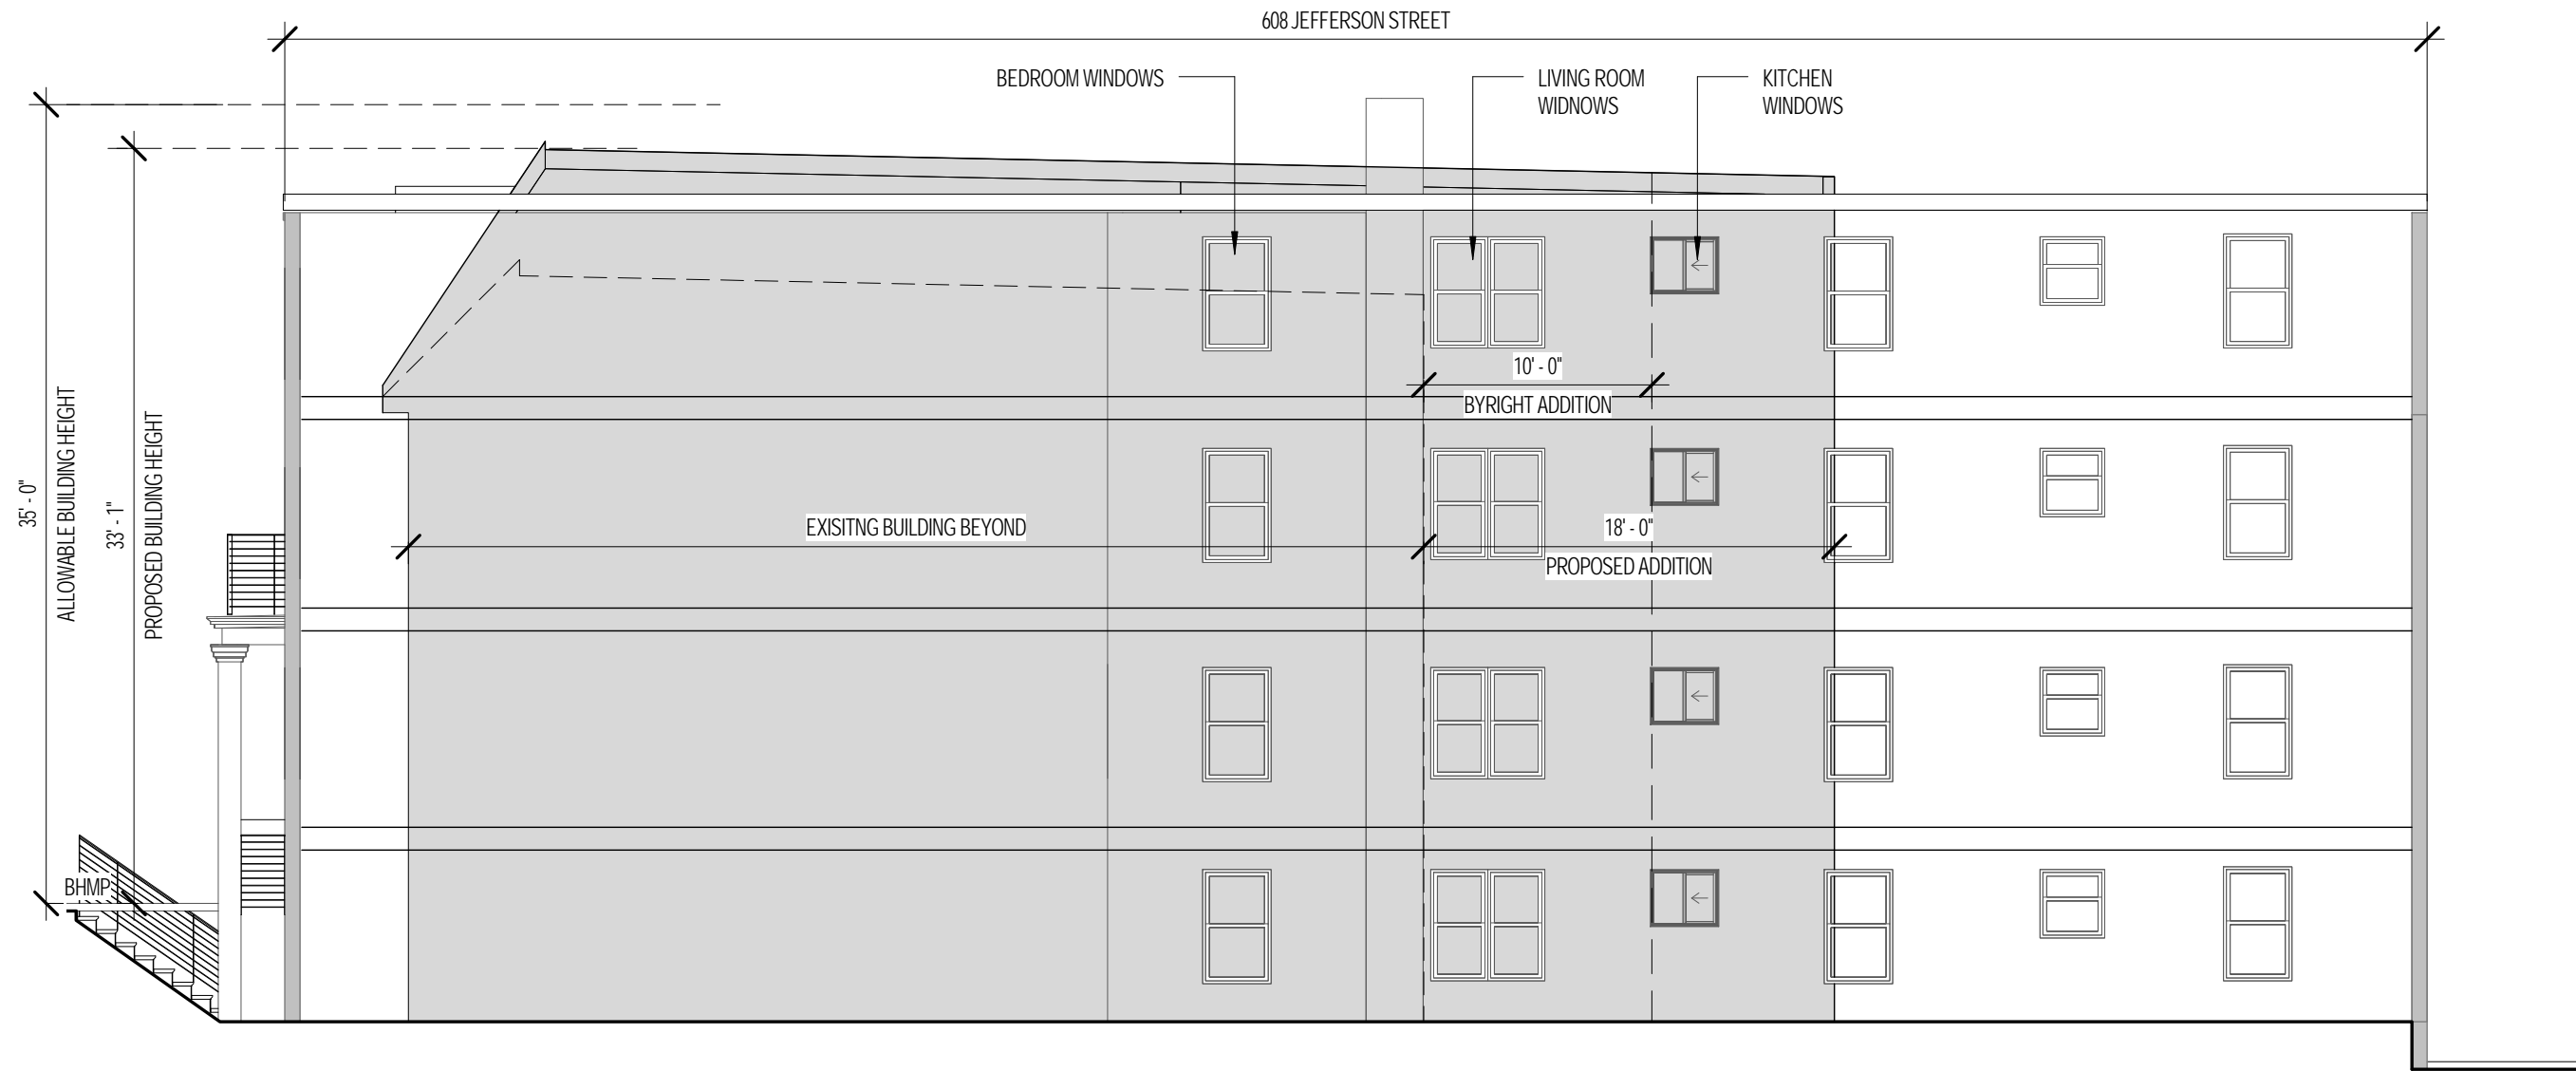 608 JEFFERSON STREET
BEDROOM WINDOWS
LIVING ROOM
WIDNOWS
KITCHEN
WINDOWS
35' - 0"
ALLOWABLE BUILDING HEIGHT
33' - 1"
PROPOSED BUILDING HEIGHT
10' - 0"
BYRIGHT ADDITION
EXISITNG BUILDING BEYOND
18' - 0"
PROPOSED ADDITION
BHMP